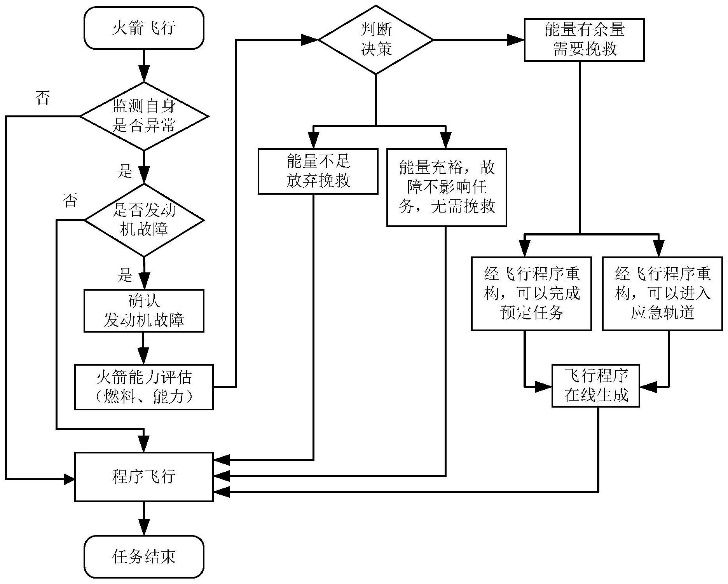 火箭飞行
监测自身
是否异常
否
是
是否发动
机故障
否
是
确认
发动机故障
火箭能力评估
（燃料、能力）
程序飞行
任务结束
判断
决策
能量不足
放弃挽救
能量充裕，故
障不影响任
务，无需挽救
能量有余量
需要挽救
经飞行程序重
构，可以完成
预定任务
经飞行程序重
构，可以进入
应急轨道
飞行程序
在线生成